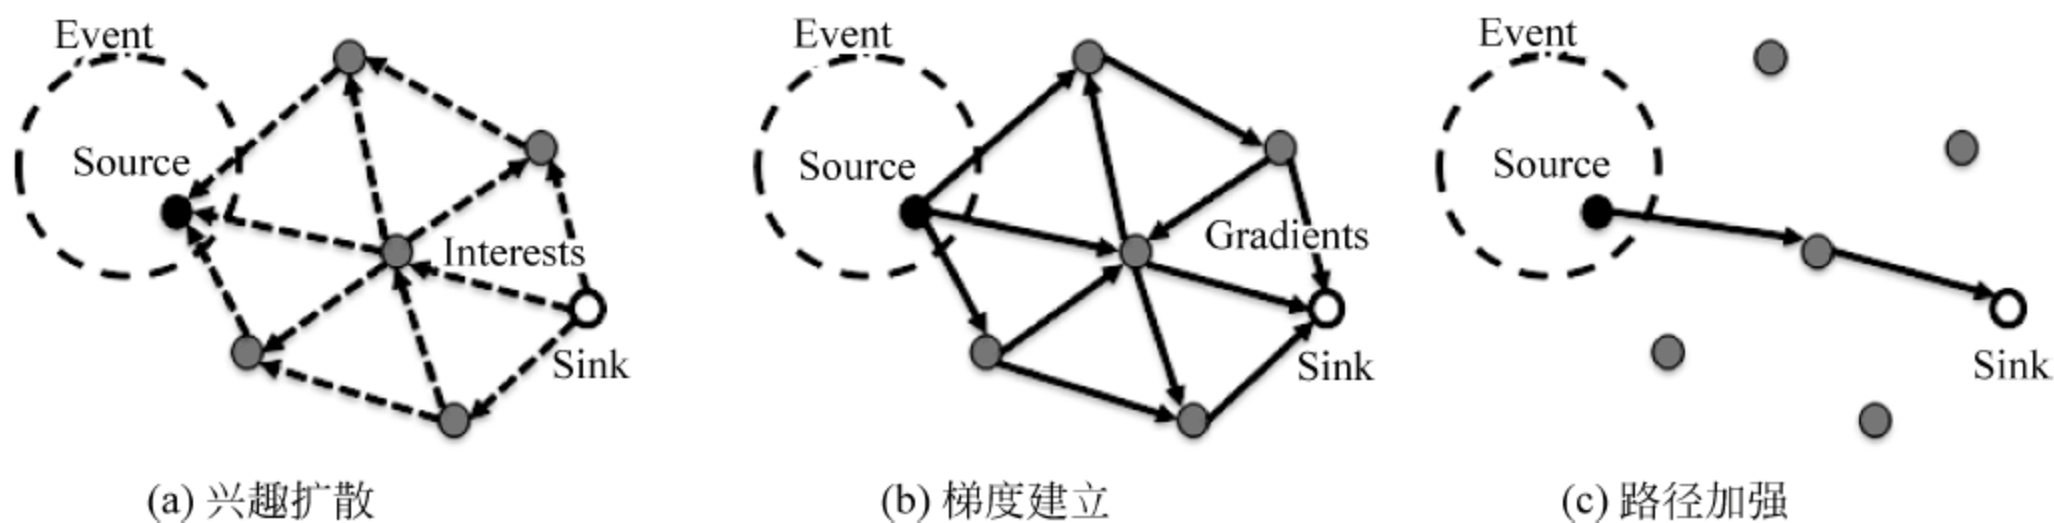 Event
Source
Interests
Sink
(a) 兴趣扩散
Event
Source
Gradients
Sink
(b) 梯度建立
Event
Source
Sink
(c) 路径加强